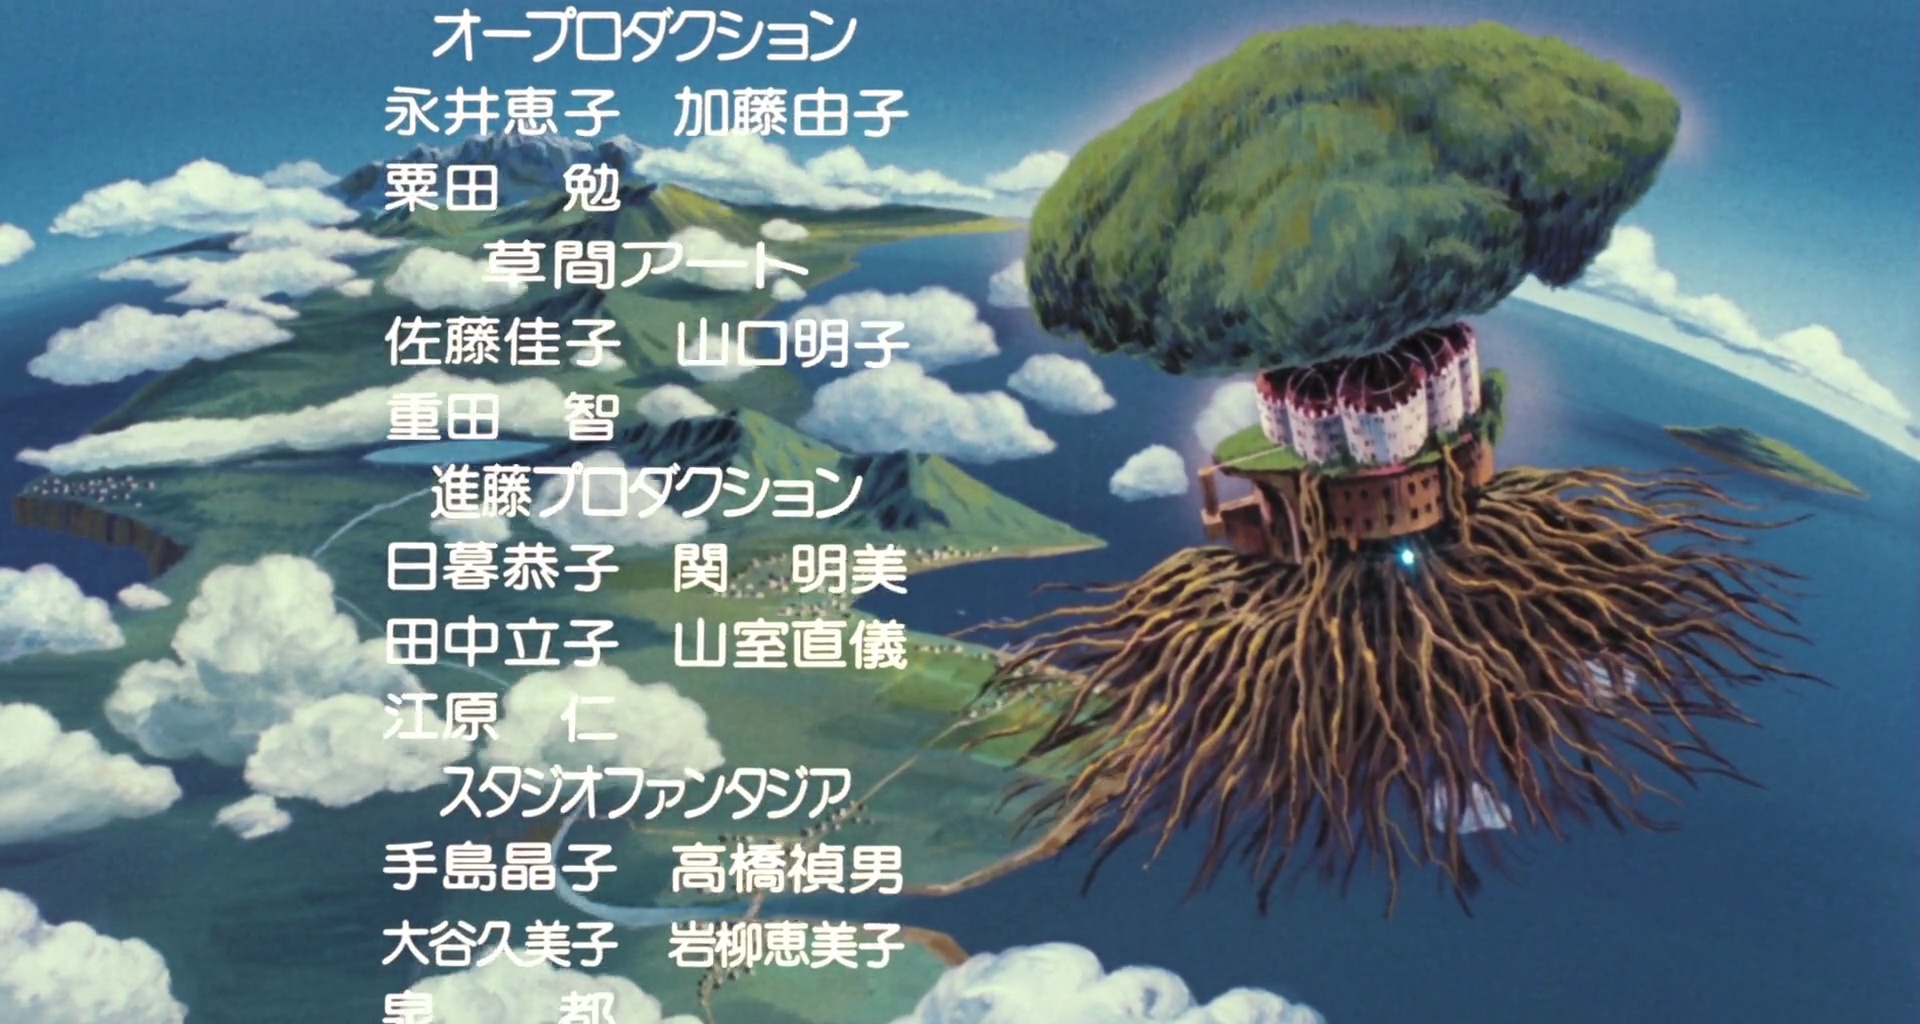 オープロダクション
永井恵子　加藤由子
粟田　勉
草間アート
佐藤佳子　山口明子
重田　智
進藤プロダクション
日暮恭子　関　明美
田中立子　山室直儀
江原　仁
スタジオファンタジア
手島晶子　高橋禎男
大谷久美子　岩柳恵美子
泉　都